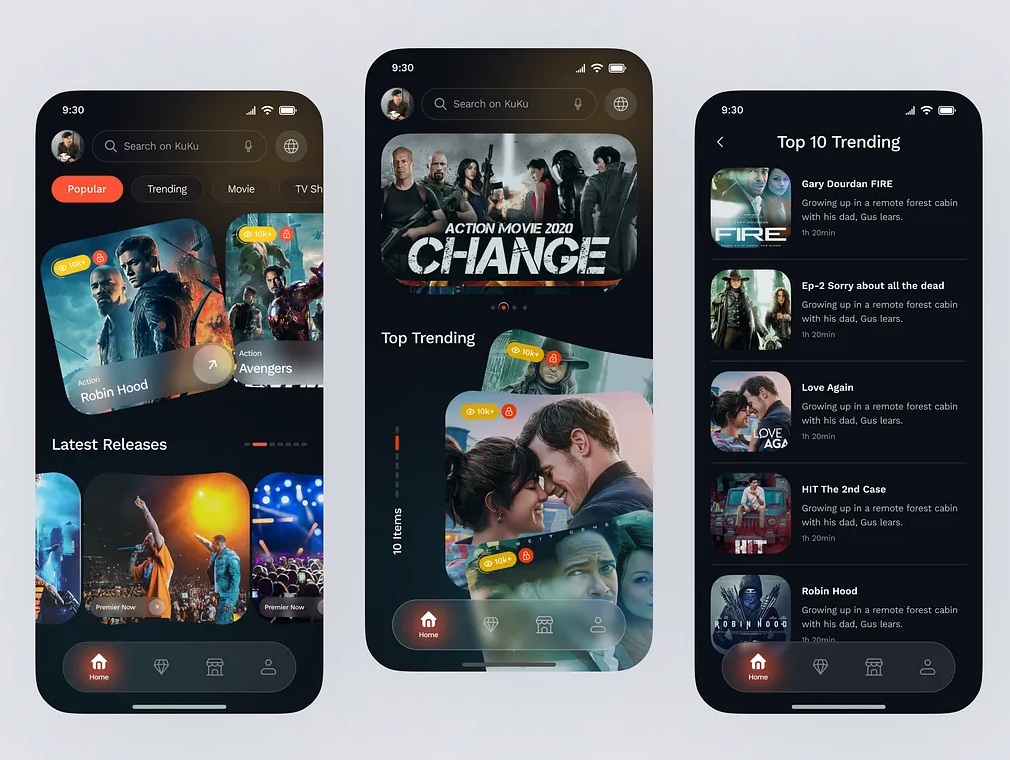 9:30
Search on KuKu
Popular
Trending
Movie
TV Sh
10k+
10k+
Action
Robin Hood
Action
Avengers
Latest Releases
Premier Now
Premier Now
Home
9:30
Search on KuKu
ACTION MOVIE 2020
CHANGE
Top Trending
10k+
10k+
10 Items
10k+
Home
9:30
Top 10 Trending
FIRE
Gary Dourdan FIRE
Growing up in a remote forest cabin
with his dad, Gus lears.
1h 20min
Ep-2 Sorry about all the dead
Growing up in a remote forest cabin
with his dad, Gus lears.
1h 20min
LOVE
AGA
Love Again
Growing up in a remote forest cabin
with his dad, Gus lears.
1h 20min
HIT
HIT The 2nd Case
Growing up in a remote forest cabin
with his dad, Gus lears.
1h 20min
ROBIN HOOD
Robin Hood
Growing up in a remote forest cabin
with his dad, Gus lears.
1h 20min
Home